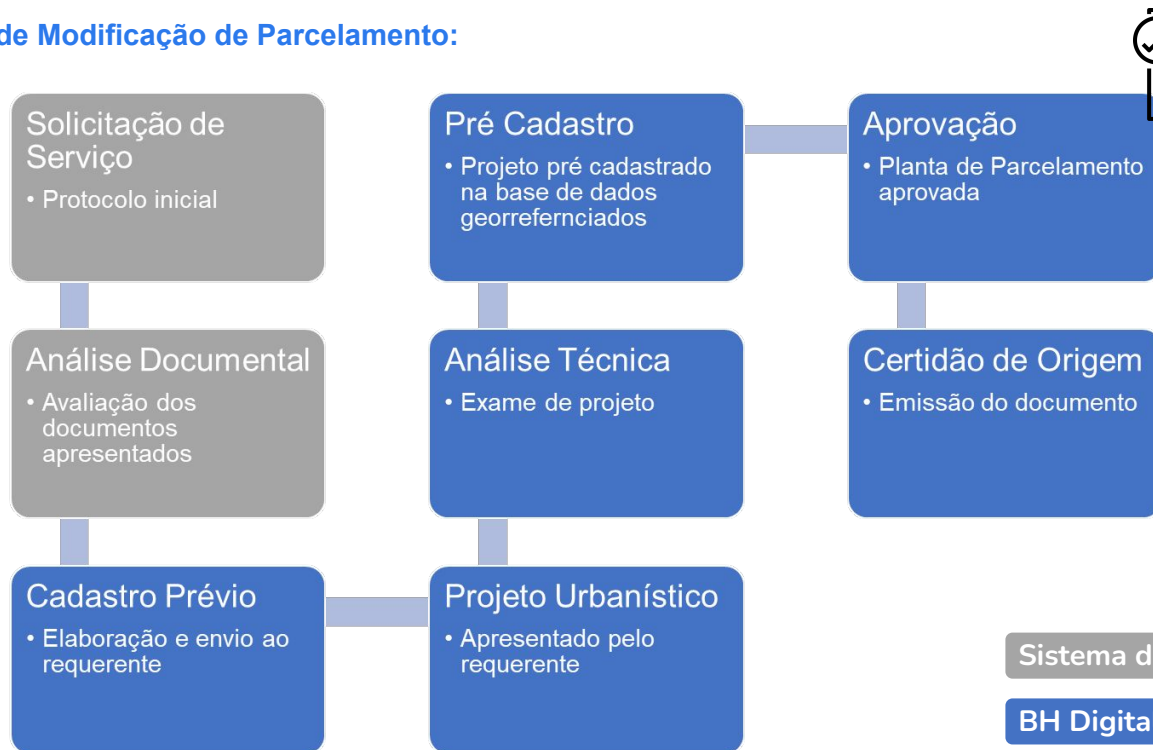 de Modificação de Parcelamento:
Solicitação de
Serviço
• Protocolo inicial
Análise Documental
• Avaliação dos
documentos
apresentados
Cadastro Prévio
• Elaboração e envio ao
requerente
Projeto Urbanístico
• Apresentado pelo
requerente
Análise Técnica
• Exame de projeto
Pré Cadastro
• Projeto pré cadastrado
na base de dados
georrefernciados
Aprovação
• Planta de Parcelamento
aprovada
Certidão de Origem
• Emissão do documento
Sistema d
BH Digita